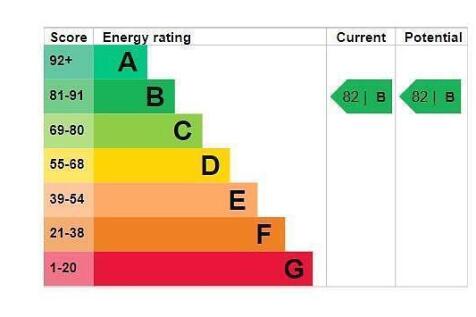 Score Energy rating Current Potential
92+ A
81-91 B 82 | B 82 | B
69-80 C
55-68 D
39-54 E
21-38 F
1-20 G